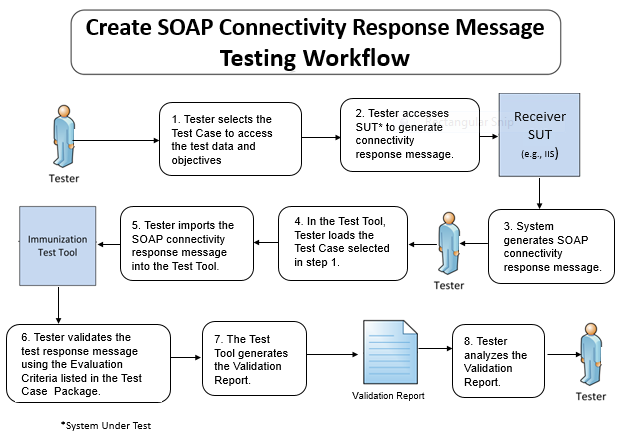 Create SOAP Connectivity Response Message
Testing Workflow
Tester
1. Tester selects the
Test Case to access
the test data and
objectives
2. Tester accesses
SUT* to generate
connectivity
response message.
Receiver
SUT
(e.g., IIS)
3. System
generates SOAP
connectivity
response message.
Tester
4. In the Test Tool,
Tester loads the
Test Case selected
in step 1.
5. Tester imports the
SOAP connectivity
response message
into the Test Tool.
Immunization
Test Tool
6. Tester validates the
test response message
using the Evaluation
Criteria listed in the Test
Case Package.
7. The Test
Tool generates
the Validation
Report.
Validation Report
8. Tester
analyzes the
Validation
Report.
Tester
*System Under Test